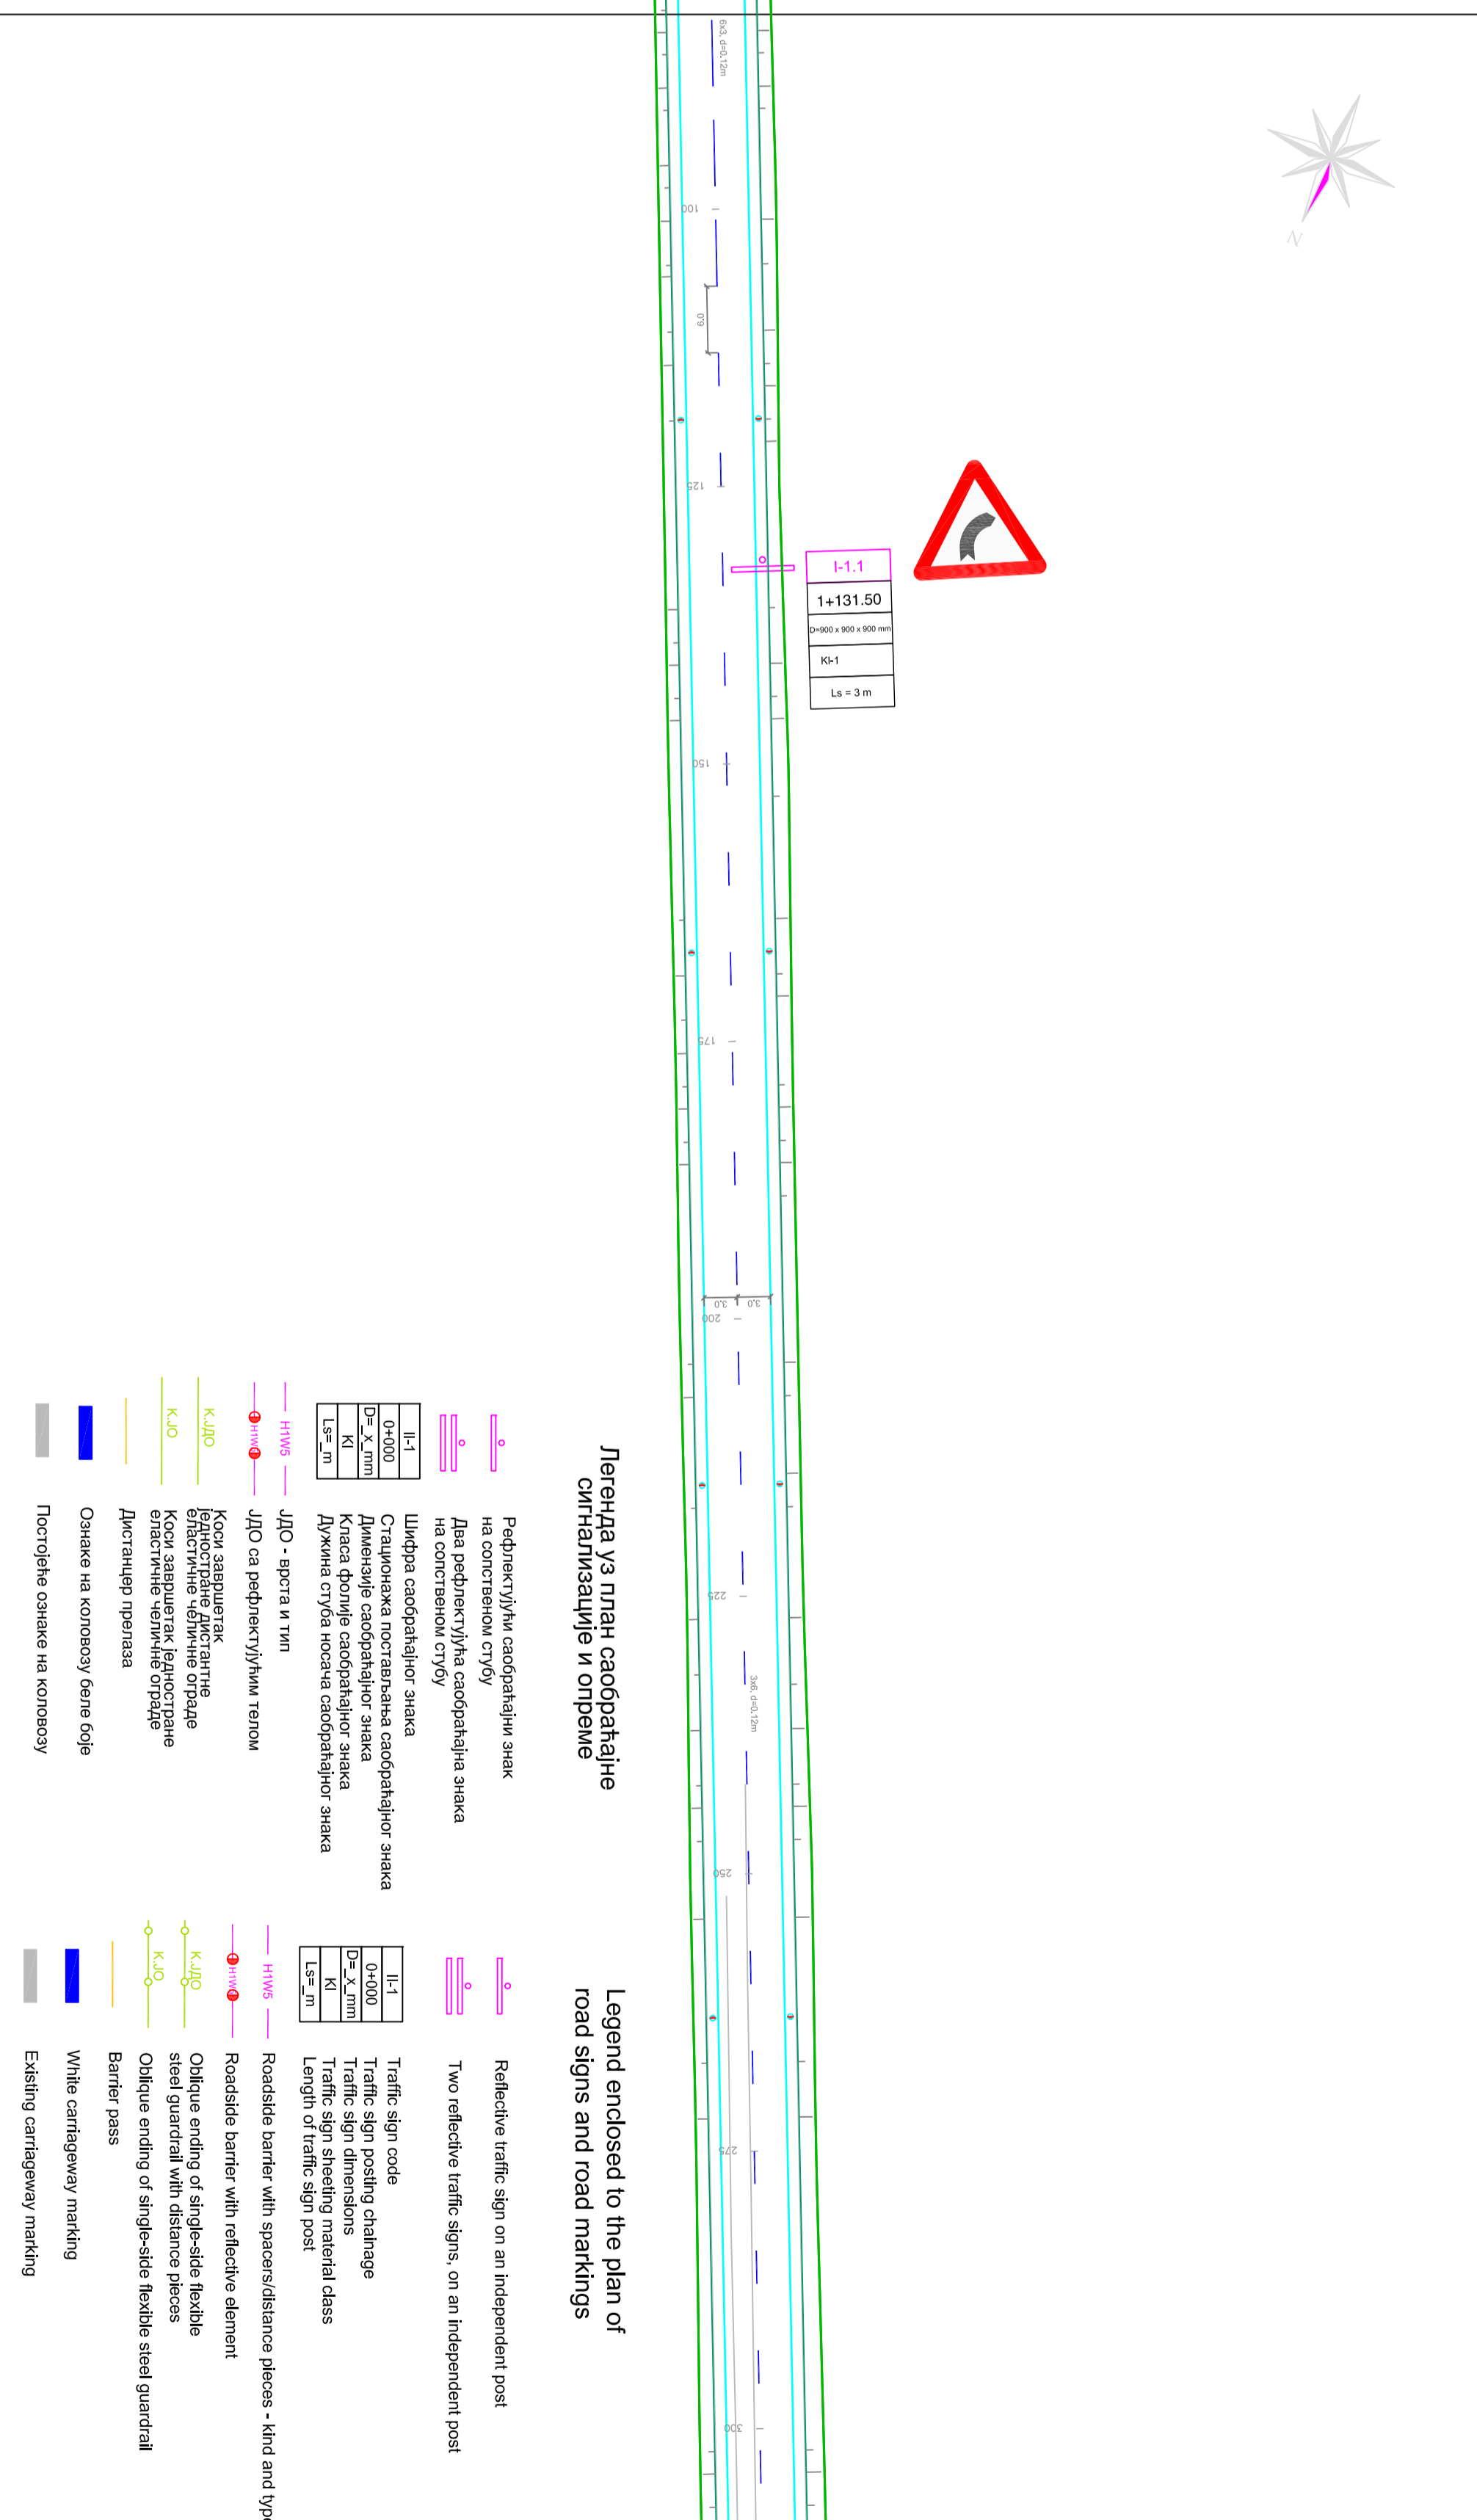 6x3, d=0.12m
N
100
6.0
125
I-1.1
1+131.50
D=900 x 900 x 900 mm
Kl-1
Ls = 3 m
150
175
3.0
3.0
200
225
3x6, d=0.12m
250
275
300
Легенда уз план саобраћајне
сигнализације и опреме
Рефлектујући саобраћајни знак
на сопственом стубу
Два рефлектујућа саобраћајна знака
на сопственом стубу
II-1
0+000
D=_x_mm
Kl
Ls=_m
Шифра саобраћајног знака
Стационажа постављања саобраћајног знака
Димензије саобраћајног знака
Класа фолије саобраћајног знака
Дужина стуба носача саобраћајног знака
H1W5
ЈДО - врста и тип
H1W5
ЈДО са рефлектујућим телом
К.ЈДО
Коси завршетак
једностране дистантне
еластичне челичне ограде
К.ЈО
Коси завршетак једностране
еластичне челичне ограде
Дистанцер прелаза
Ознаке на коловозу беле боје
Постојеће ознаке на коловозу
Legend enclosed to the plan of
road signs and road markings
Reflective traffic sign on an independent post
Two reflective traffic signs, on an independent post
II-1
0+000
D=_x_mm
Kl
Ls=_m
Traffic sign code
Traffic sign posting chainage
Traffic sign dimensions
Traffic sign sheeting material class
Length of traffic sign post
H1W5
Roadside barrier with spacers/distance pieces - kind and type
H1W5
Roadside barrier with reflective element
К.ЈДО
Oblique ending of single-side flexible
steel guardrail with distance pieces
К.ЈО
Oblique ending of single-side flexible steel guardrail
Barrier pass
White carriageway marking
Existing carriageway marking